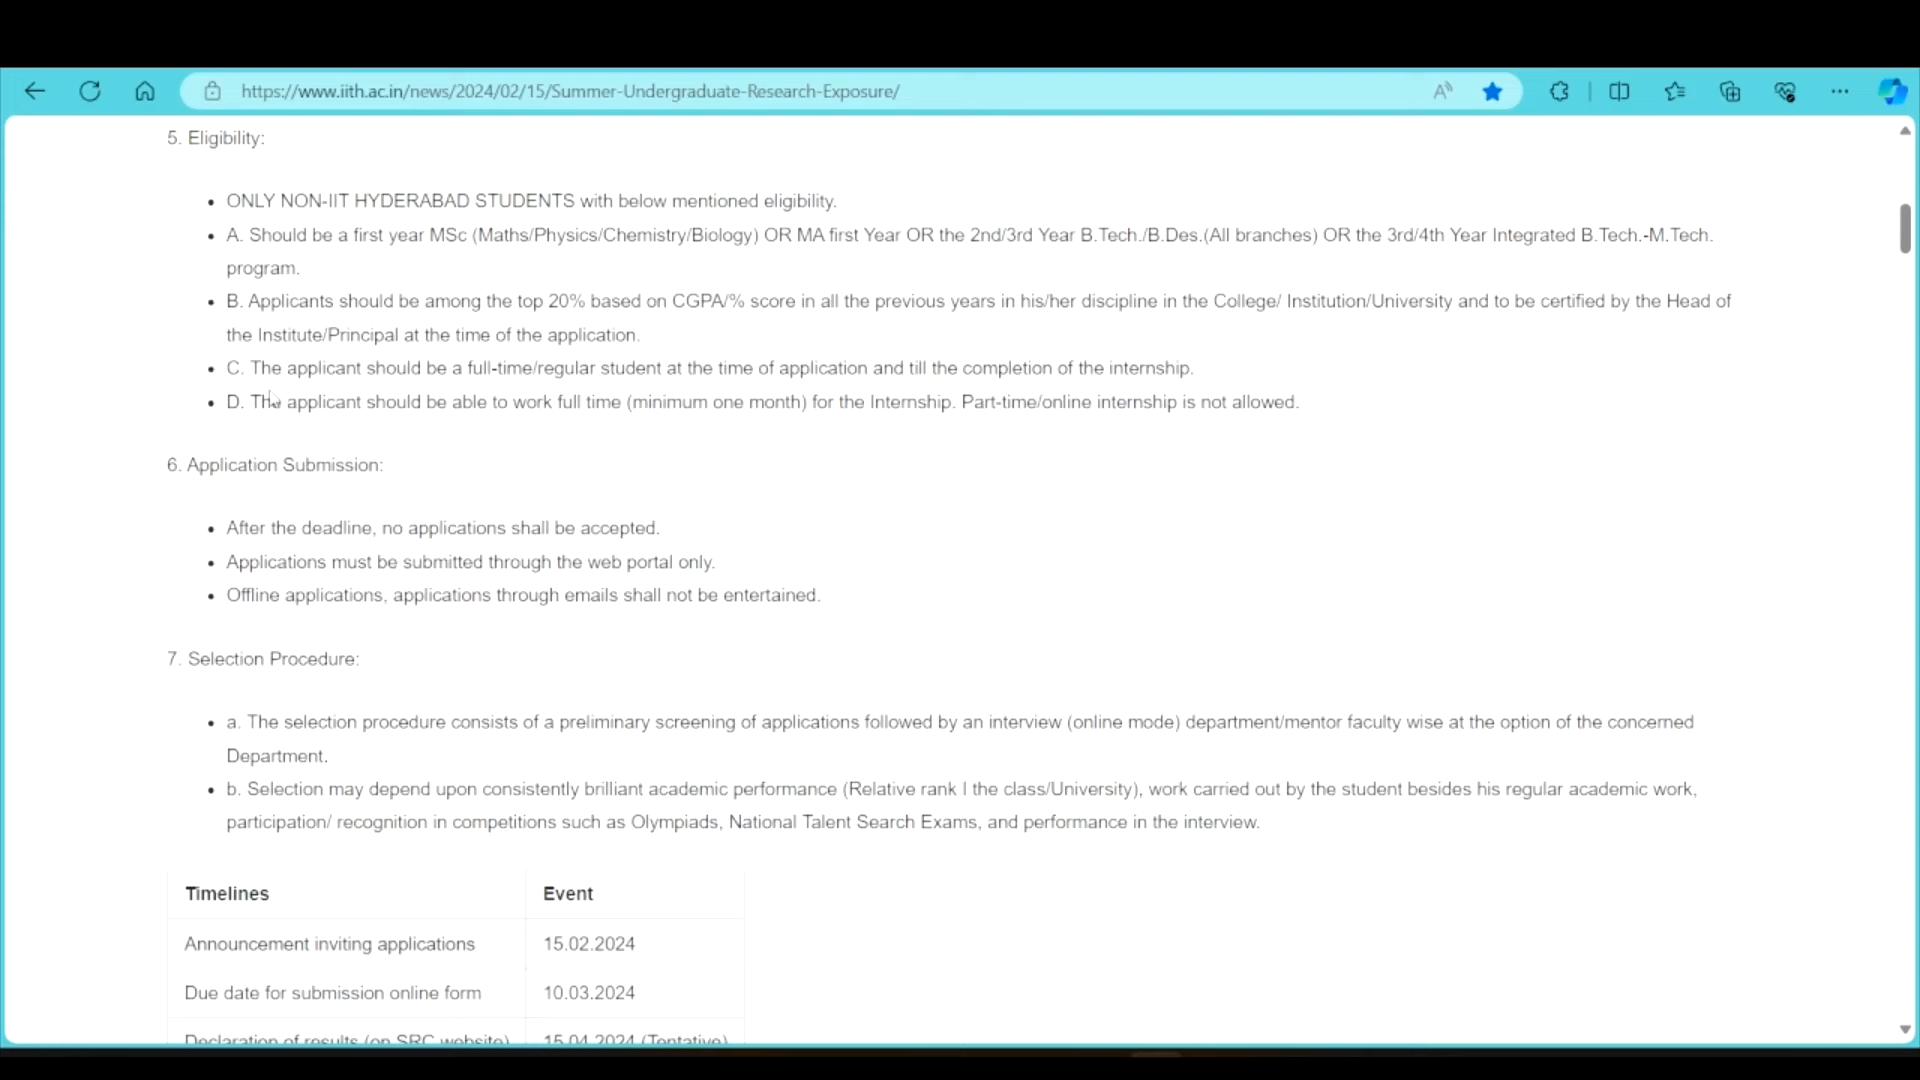 https://www.iith.ac.in/news/2024/02/15/Summer-Undergraduate-Research-Exposure/
5. Eligibility:
• ONLY NON-IIT HYDERABAD STUDENTS with below mentioned eligibility.
• A. Should be a first year MSc (Maths/Physics/Chemistry/Biology) OR MA first Year OR the 2nd/3rd Year B.Tech./B.Des.(All branches) OR the 3rd/4th Year Integrated B.Tech.-M.Tech.
program.
• B. Applicants should be among the top 20% based on CGPA/% score in all the previous years in his/her discipline in the College/ Institution/University and to be certified by the Head of
the Institute/Principal at the time of the application.
• C. The applicant should be a full-time/regular student at the time of application and till the completion of the internship.
• D. The applicant should be able to work full time (minimum one month) for the Internship. Part-time/online internship is not allowed.
6. Application Submission:
• After the deadline, no applications shall be accepted.
• Applications must be submitted through the web portal only.
• Offline applications, applications through emails shall not be entertained.
7. Selection Procedure:
• a. The selection procedure consists of a preliminary screening of applications followed by an interview (online mode) department/mentor faculty wise at the option of the concerned
Department.
• b. Selection may depend upon consistently brilliant academic performance (Relative rank I the class/University), work carried out by the student besides his regular academic work,
participation/ recognition in competitions such as Olympiads, National Talent Search Exams, and performance in the interview.
Timelines Event
Announcement inviting applications 15.02.2024
Due date for submission online form 10.03.2024
Declaration of results (on SRC website) 15.04.2024 (Tentative)